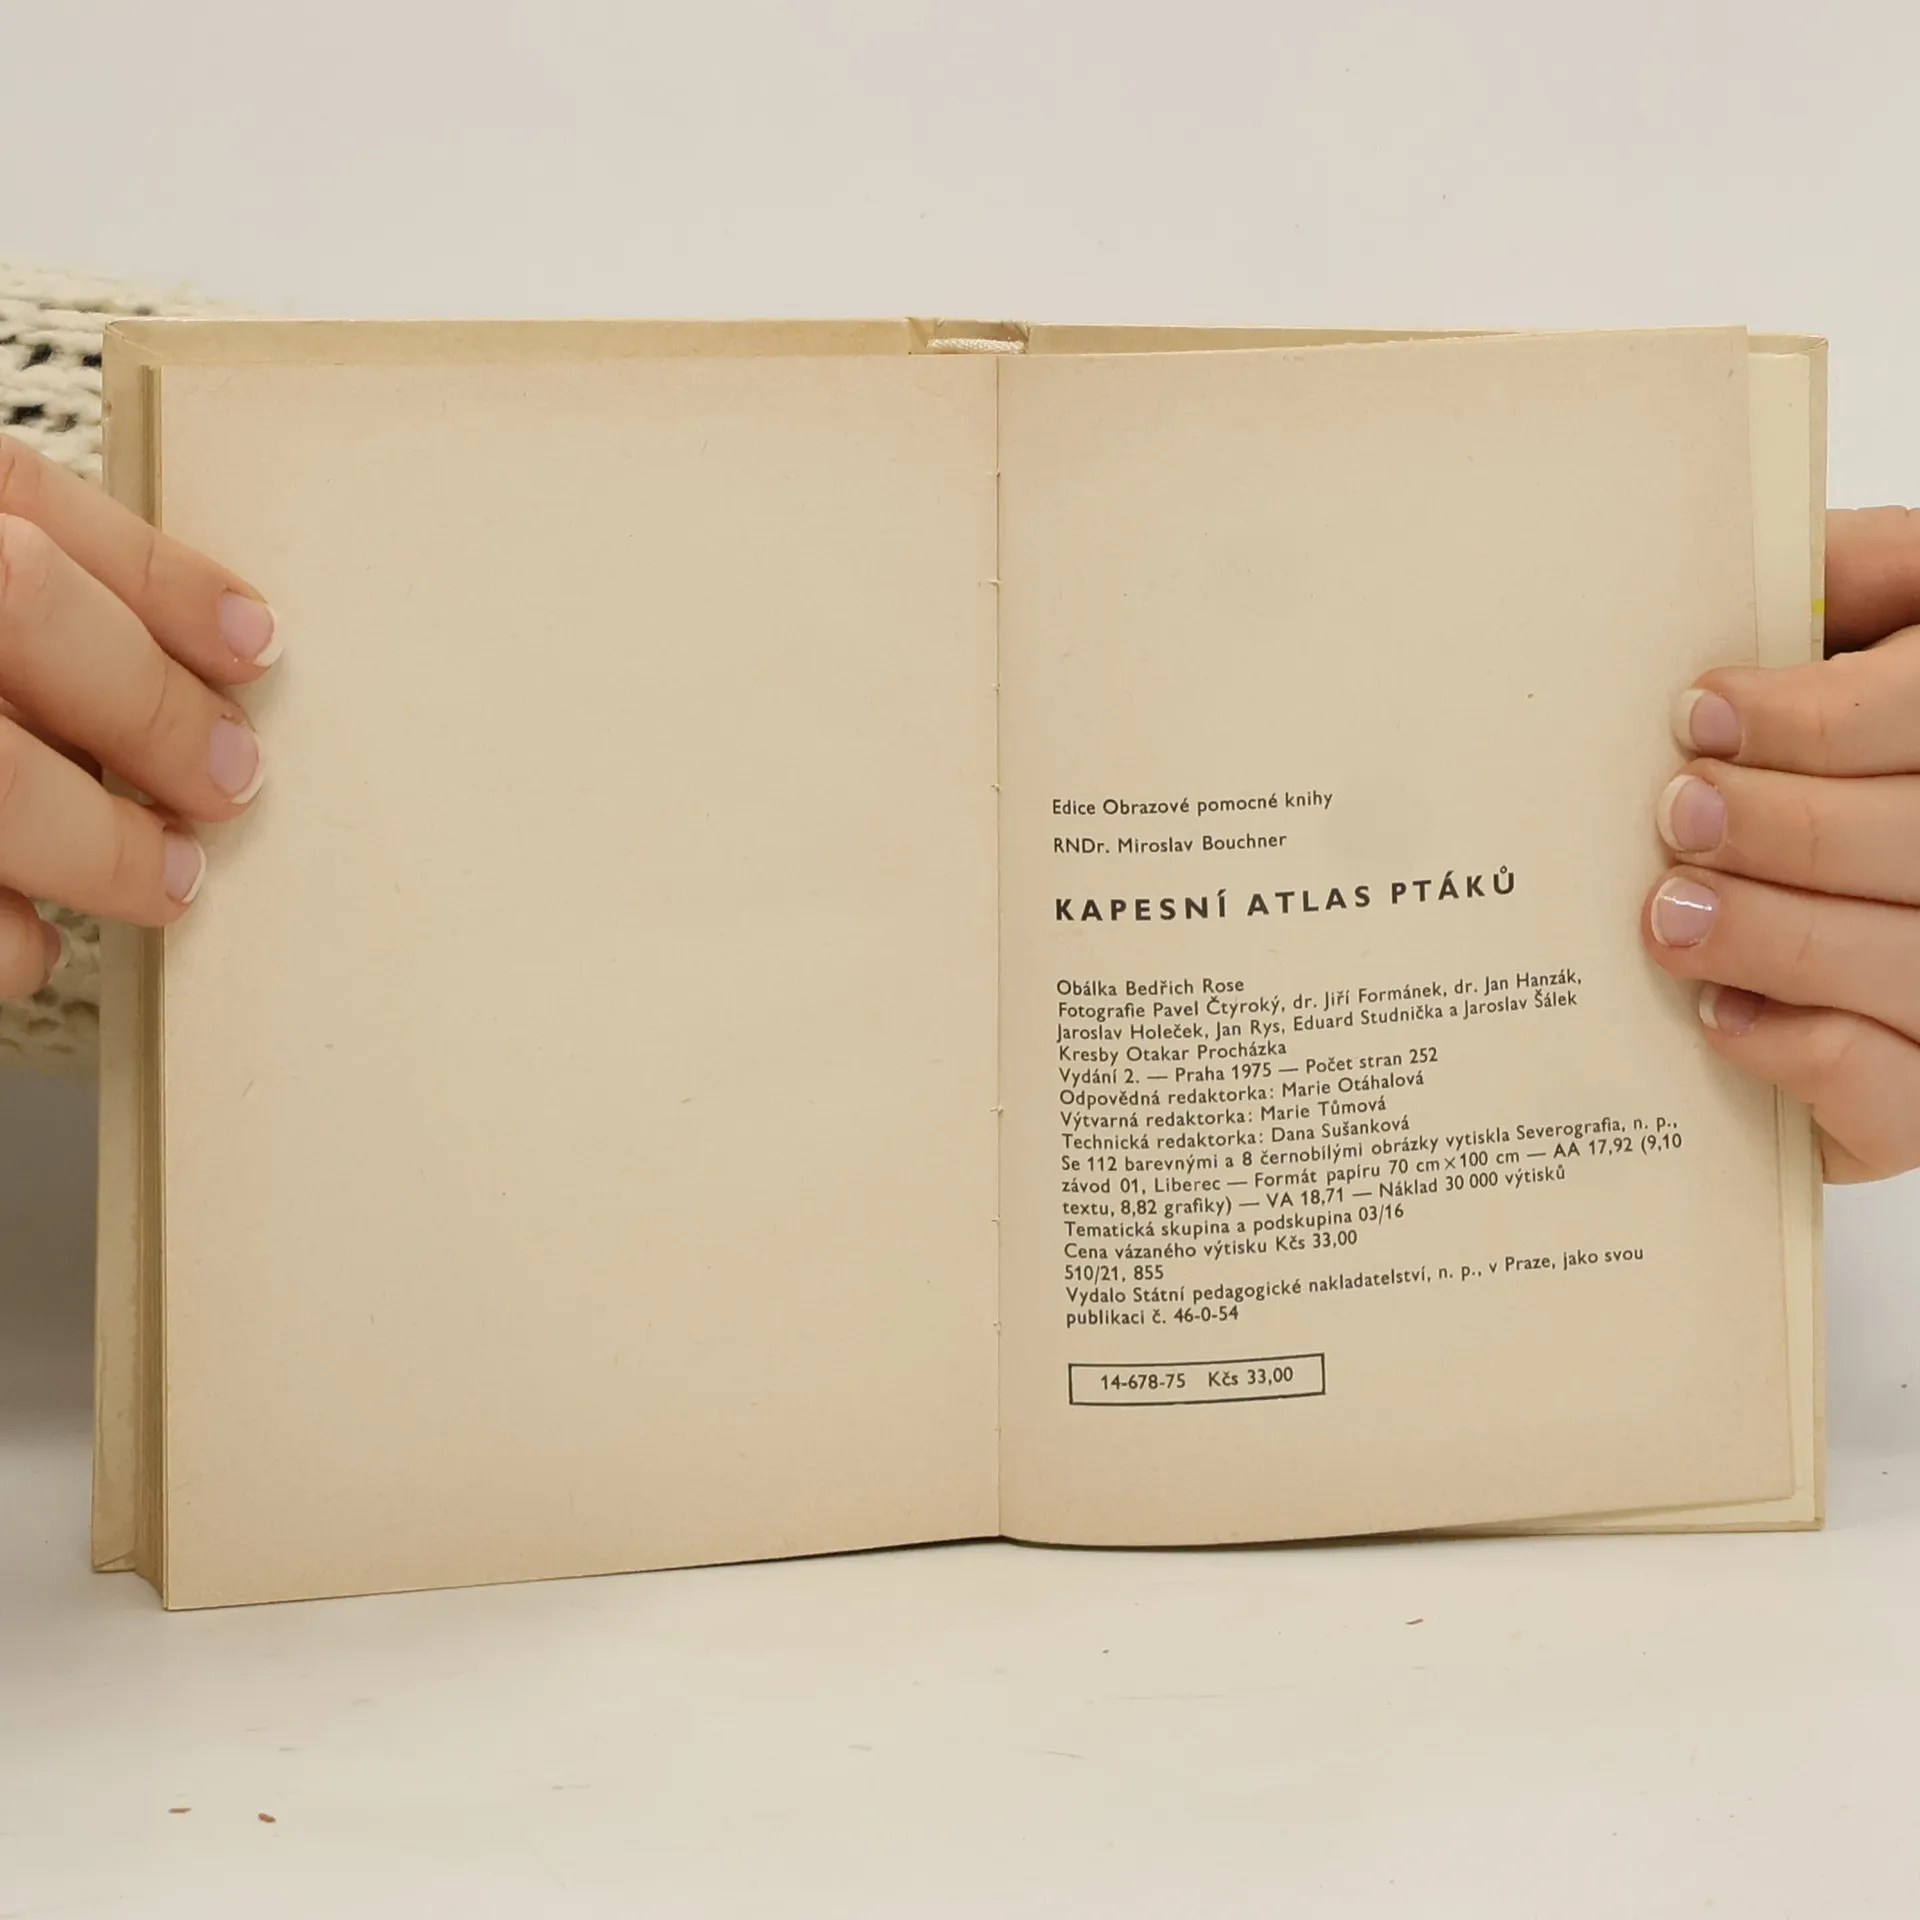 Edice Obrazové pomocné knihy
RNDr. Miroslav Bouchner
KAPESNÍ ATLAS PTÁKŮ
Obálka Bedřich Rose
Fotografie Pavel Čtyroký, dr. Jiří Formánek, dr. Jan Hanzák,
Jaroslav Holeček, Jan Rys, Eduard Studnička a Jaroslav Šálek
Kresby Otakar Procházka
Vydání 2. — Praha 1975 — Počet stran 252
Odpovědná redaktorka: Marie Otáhalová
Výtvarná redaktorka: Marie Tůmová
Technická redaktorka: Dana Sušanková
Se 112 barevnými a 8 černobílými obrázky vytiskla Severografia, n. p.,
závod 01, Liberec — Formát papíru 70 cm×100 cm — AA 17,92 (9,10
textu, 8,82 grafiky) — VA 18,71 — Náklad 30 000 výtisků
Tematická skupina a podskupina 03/16
Cena vázaného výtisku Kčs 33,00
510/21, 855
Vydalo Státní pedagogické nakladatelství, n. p., v Praze, jako svou
publikaci č. 46-0-54
14-678-75 Kčs 33,00